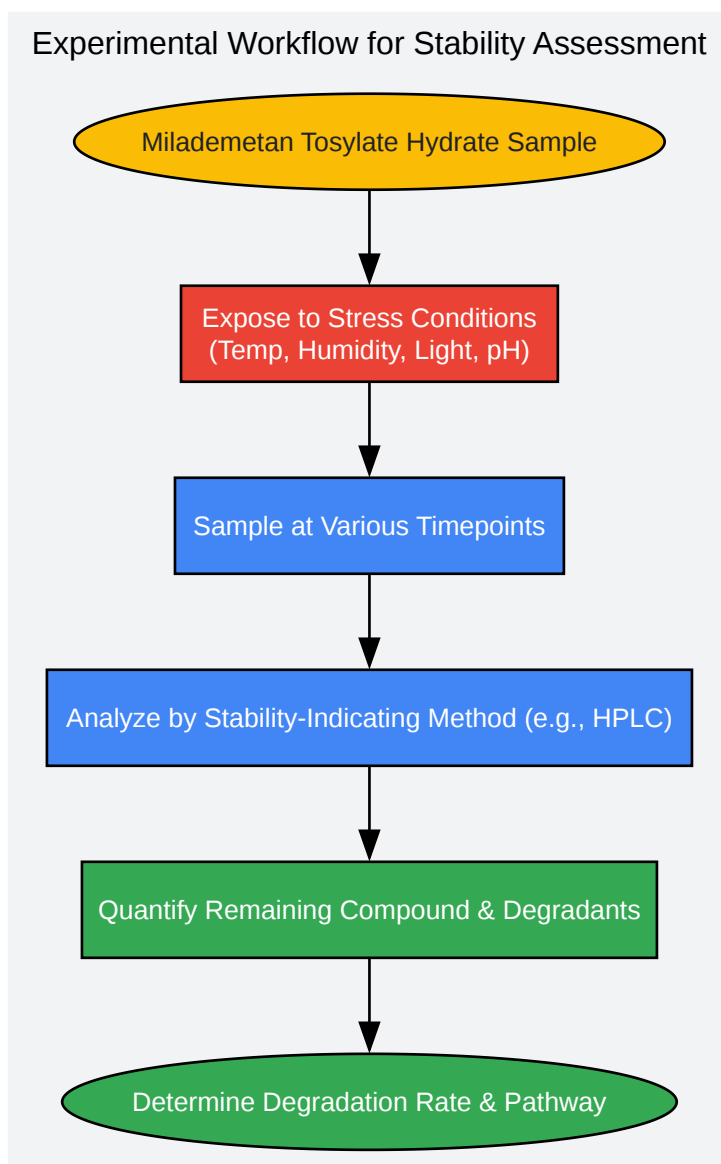 Experimental Workflow for Stability Assessment
Milademetan Tosylate Hydrate Sample
Expose to Stress Conditions
(Temp, Humidity, Light, pH)
Sample at Various Timepoints
Analyze by Stability-Indicating Method (e.g., HPLC)
Quantify Remaining Compound & Degradants
Determine Degradation Rate & Pathway